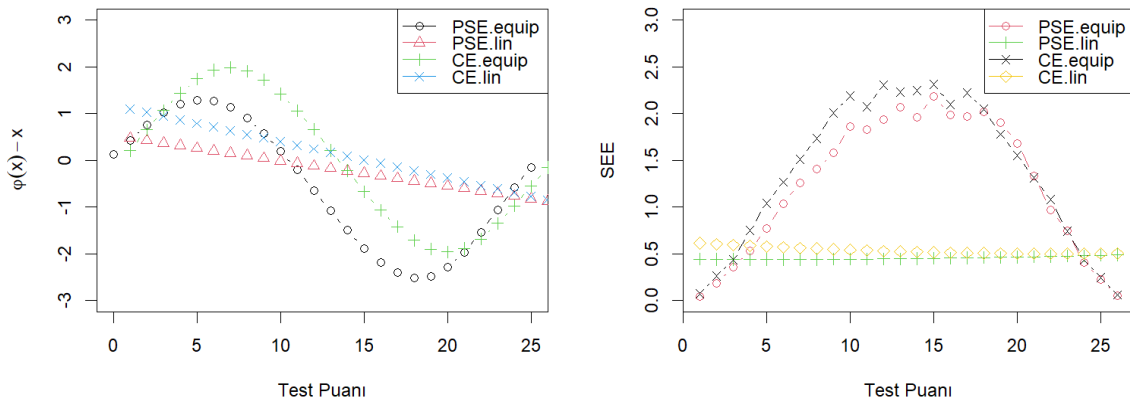 PSE.equip
PSE.lin
CE.equip
CE.lin
3
2
1
0
-1
-2
-3
φ(x) − x
0 5 10 15 20 25
Test Puanı
PSE.equip
PSE.lin
CE.equip
CE.lin
3.0
2.5
2.0
1.5
1.0
0.5
0.0
SEE
0 5 10 15 20 25
Test Puanı